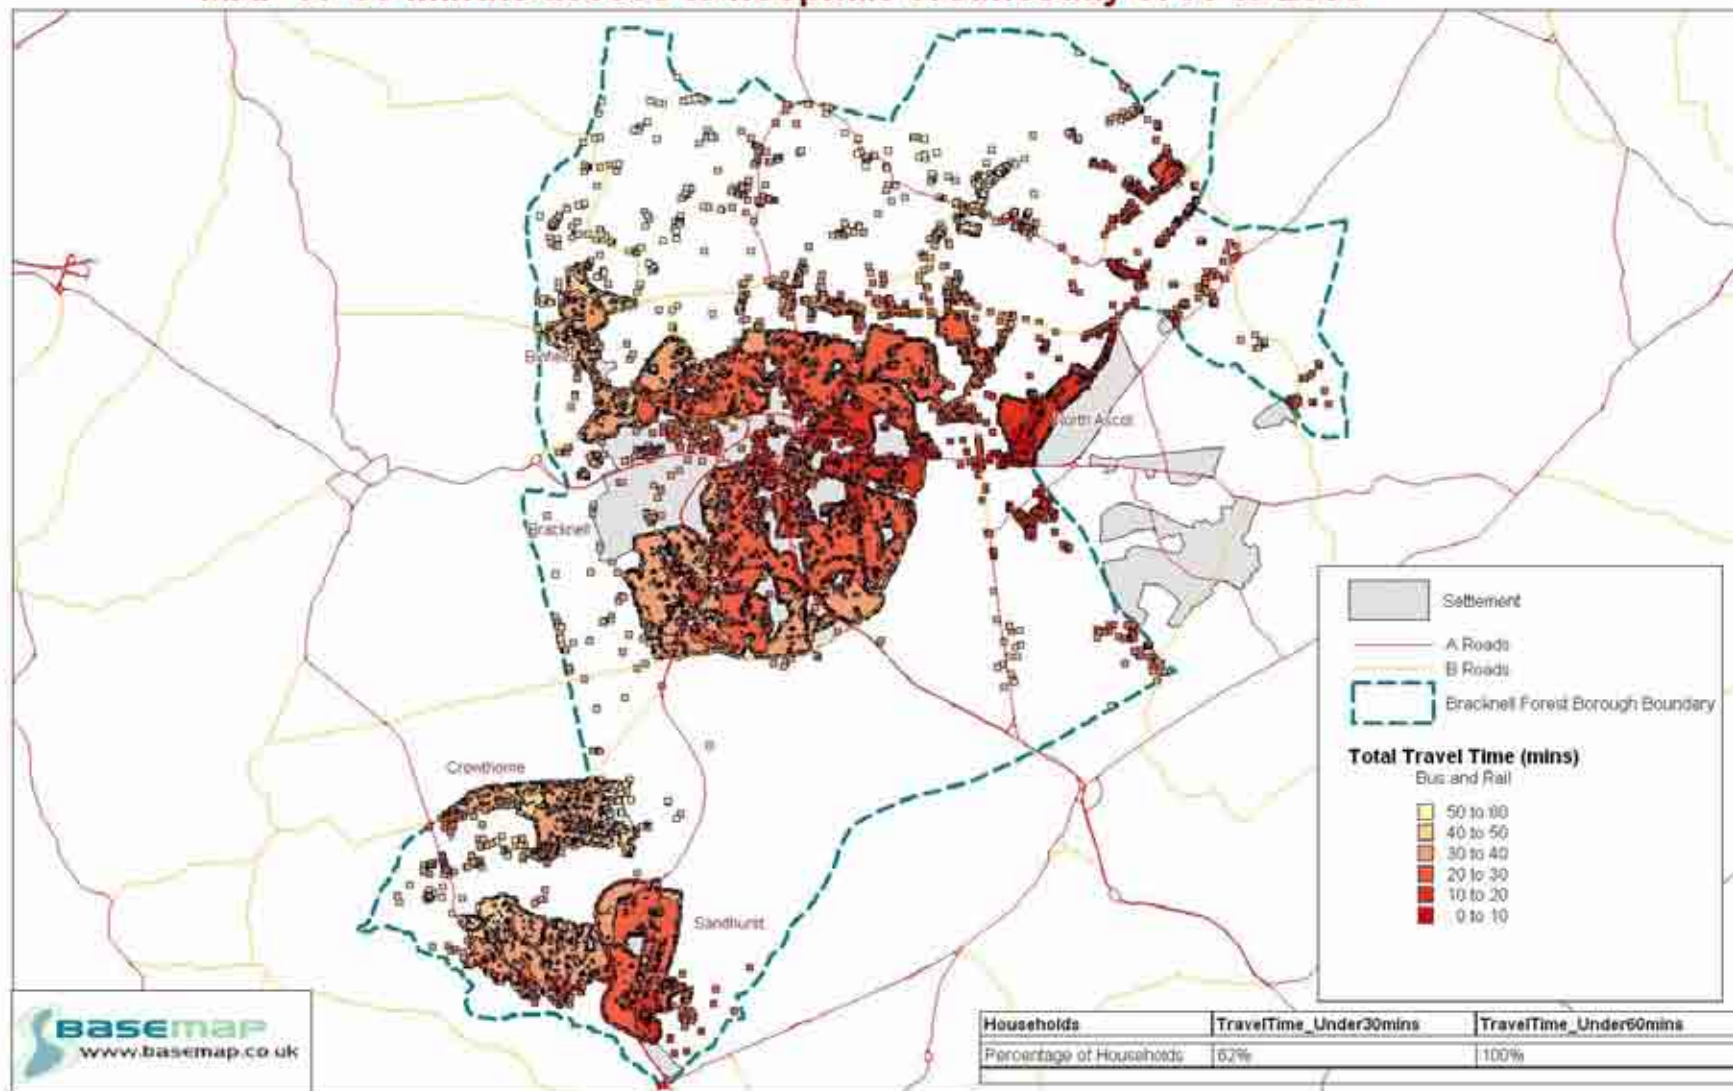 Binfield
North Ascot
Bracknell
Crowthorne
Sandhurst
Settlement
A Roads
B Roads
Bracknell Forest Borough Boundary
Total Travel Time (mins)
Bus and Rail
50 to 60
40 to 50
30 to 40
20 to 30
10 to 20
0 to 10
BASEMAP
www.basemap.co.uk
Households TravelTime_Under30mins TravelTime_Under60mins
Percentage of Households 62% 100%